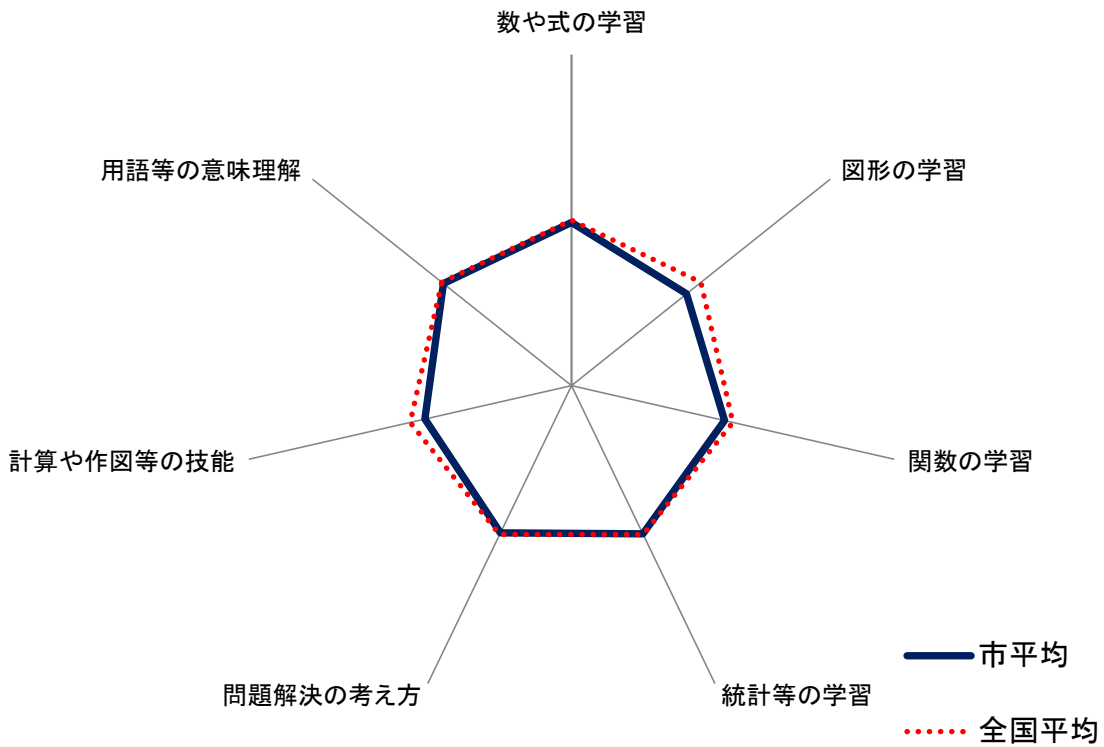 数や式の学習
図形の学習
用語等の意味理解
関数の学習
計算や作図等の技能
統計等の学習
問題解決の考え方
市平均
全国平均